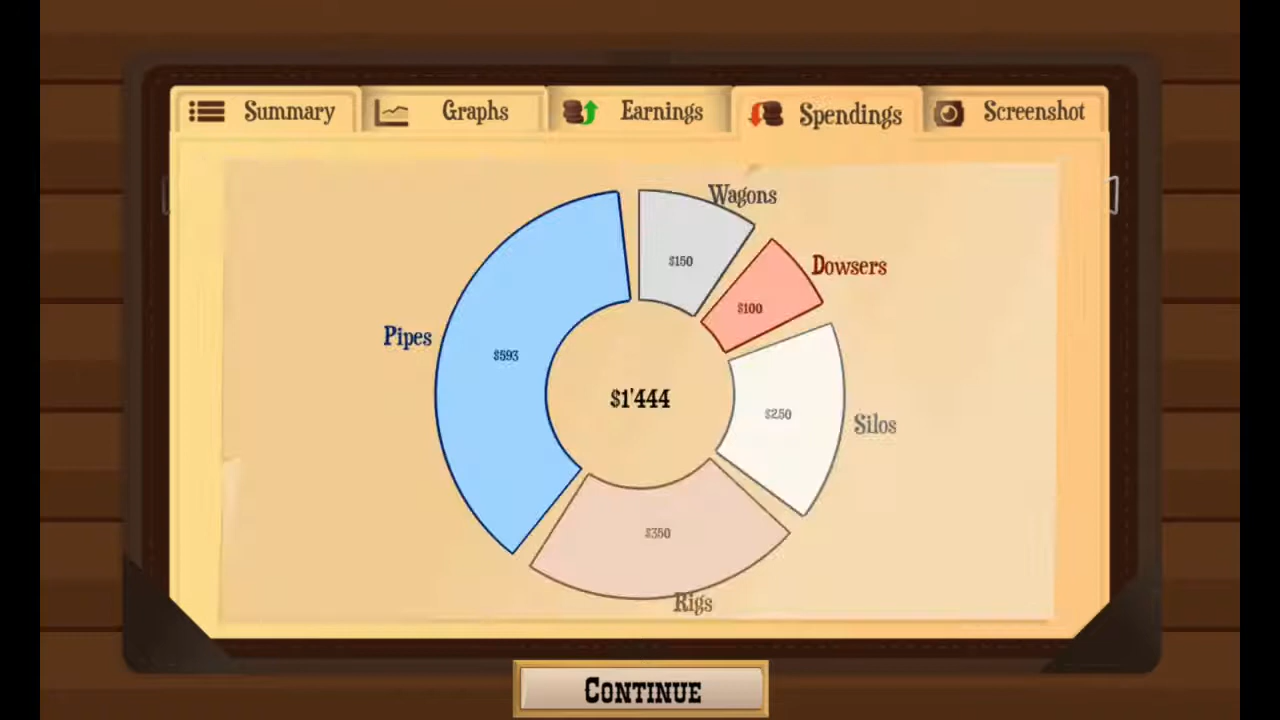 Summary
Graphs
Earnings
Spendings
Screenshot
Wagons
$150
Dowsers
$100
Pipes
$593
$1'444
$250
Silos
$350
Rigs
CONTINUE